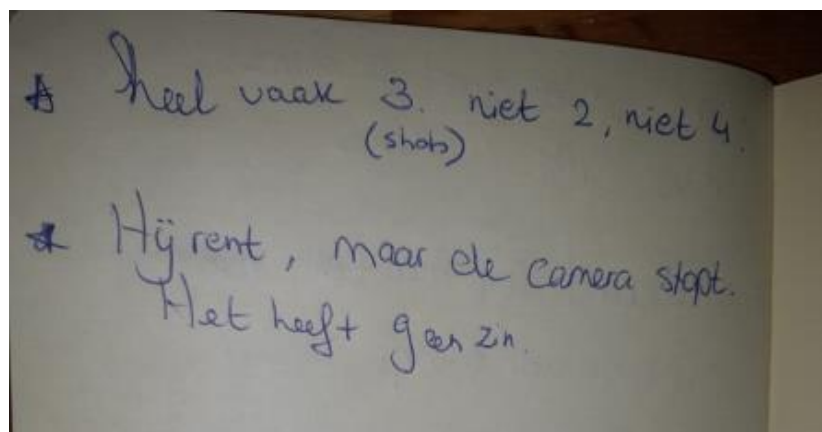 * heel vaak 3. niet 2, niet 4.
(shots)
* Hij rent, maar de camera stopt.
Het heeft geen zin.